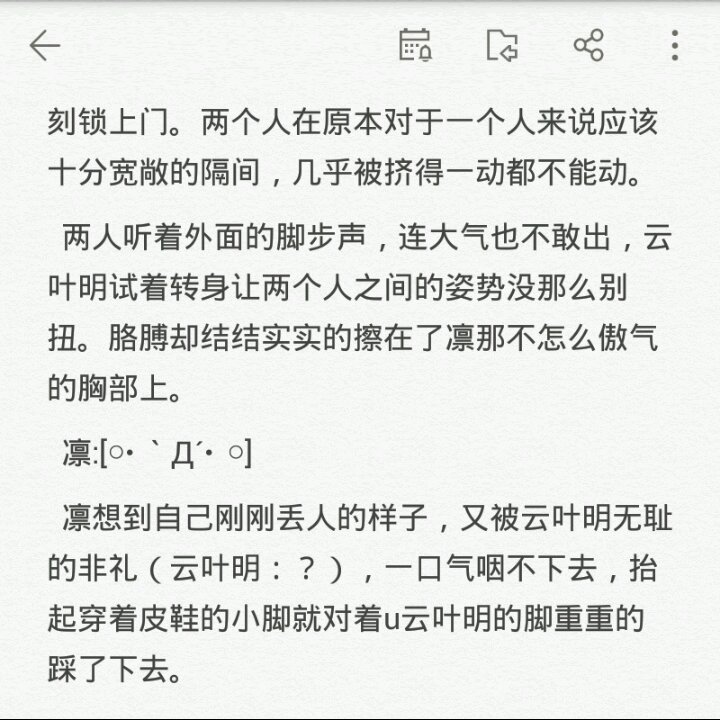 刻锁上门。两个人在原本对于一个人来说应该
十分宽敞的隔间，几乎被挤得一动都不能动。
两人听着外面的脚步声，连大气也不敢出，云
叶明试着转身让两个人之间的姿势没那么别
扭。胳膊却结结实实的擦在了凛那不怎么傲气
的胸部上。
凛:[○･｀Д´･ ○]
凛想到自己刚刚丢人的样子，又被云叶明无耻
的非礼（云叶明：？），一口气咽不下去，抬
起穿着皮鞋的小脚就对着u云叶明的脚重重的
踩了下去。